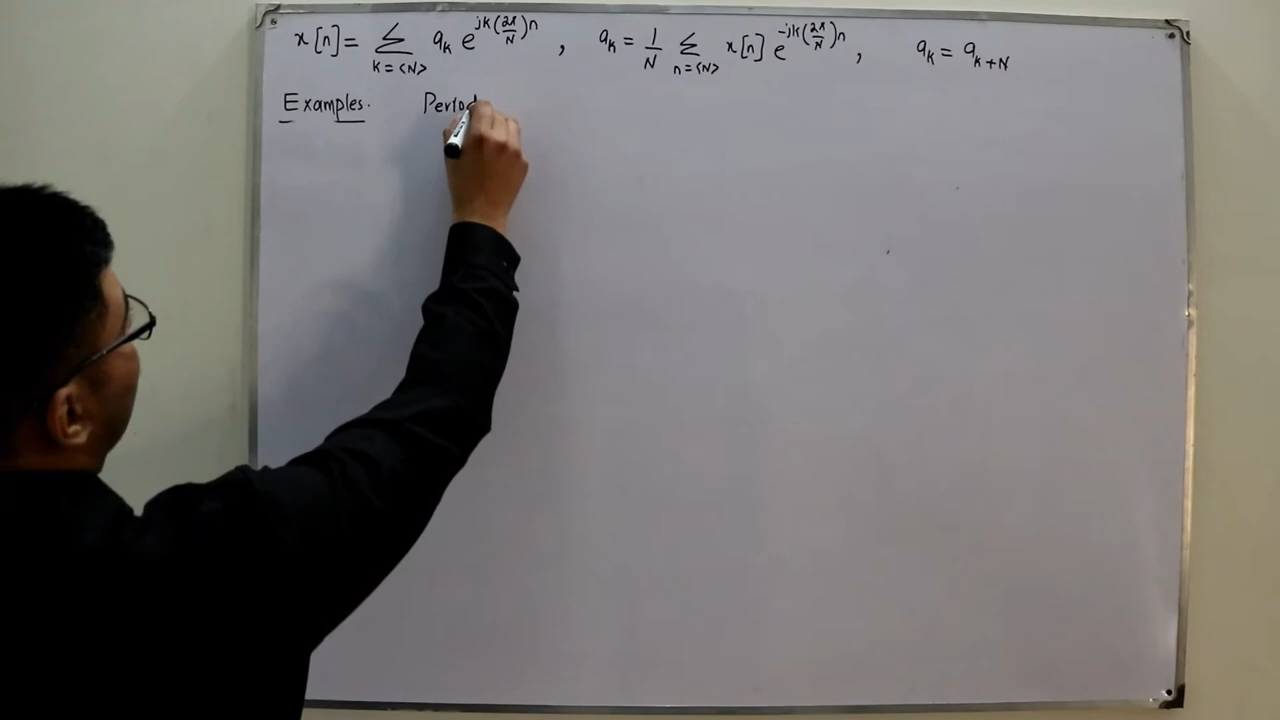 x[n] = ∑_{k=⟨N⟩} a_k e^{jk(2π/N)n} , a_k = 1/N ∑_{n=⟨N⟩} x[n] e^{-jk(2π/N)n} , a_k = a_{k+N}
Examples. Period